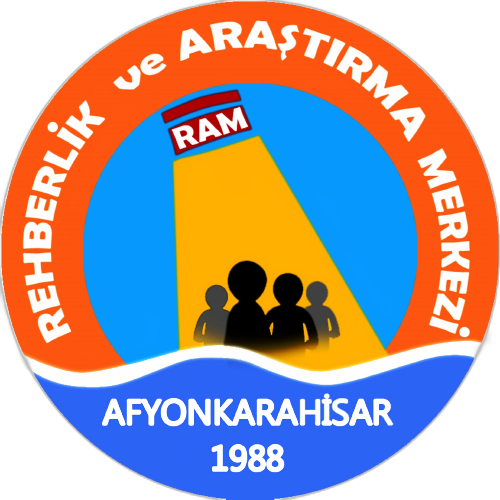 REHBERLİK ve ARAŞTIRMA MERKEZİ
RAM
AFYONKARAHİSAR
1988